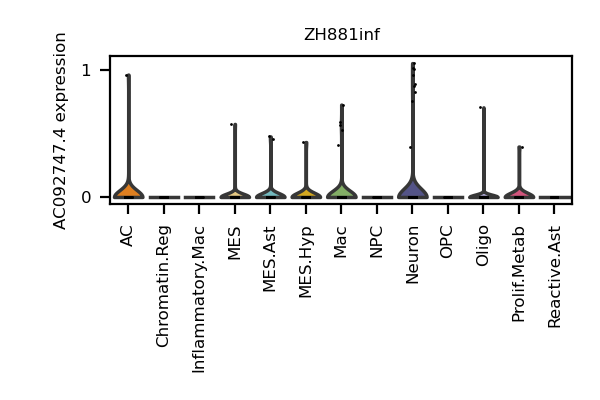 ZH881inf
AC092747.4 expression
1
0
AC
Chromatin.Reg
Inflammatory.Mac
MES
MES.Ast
MES.Hyp
Mac
NPC
Neuron
OPC
Oligo
Prolif.Metab
Reactive.Ast